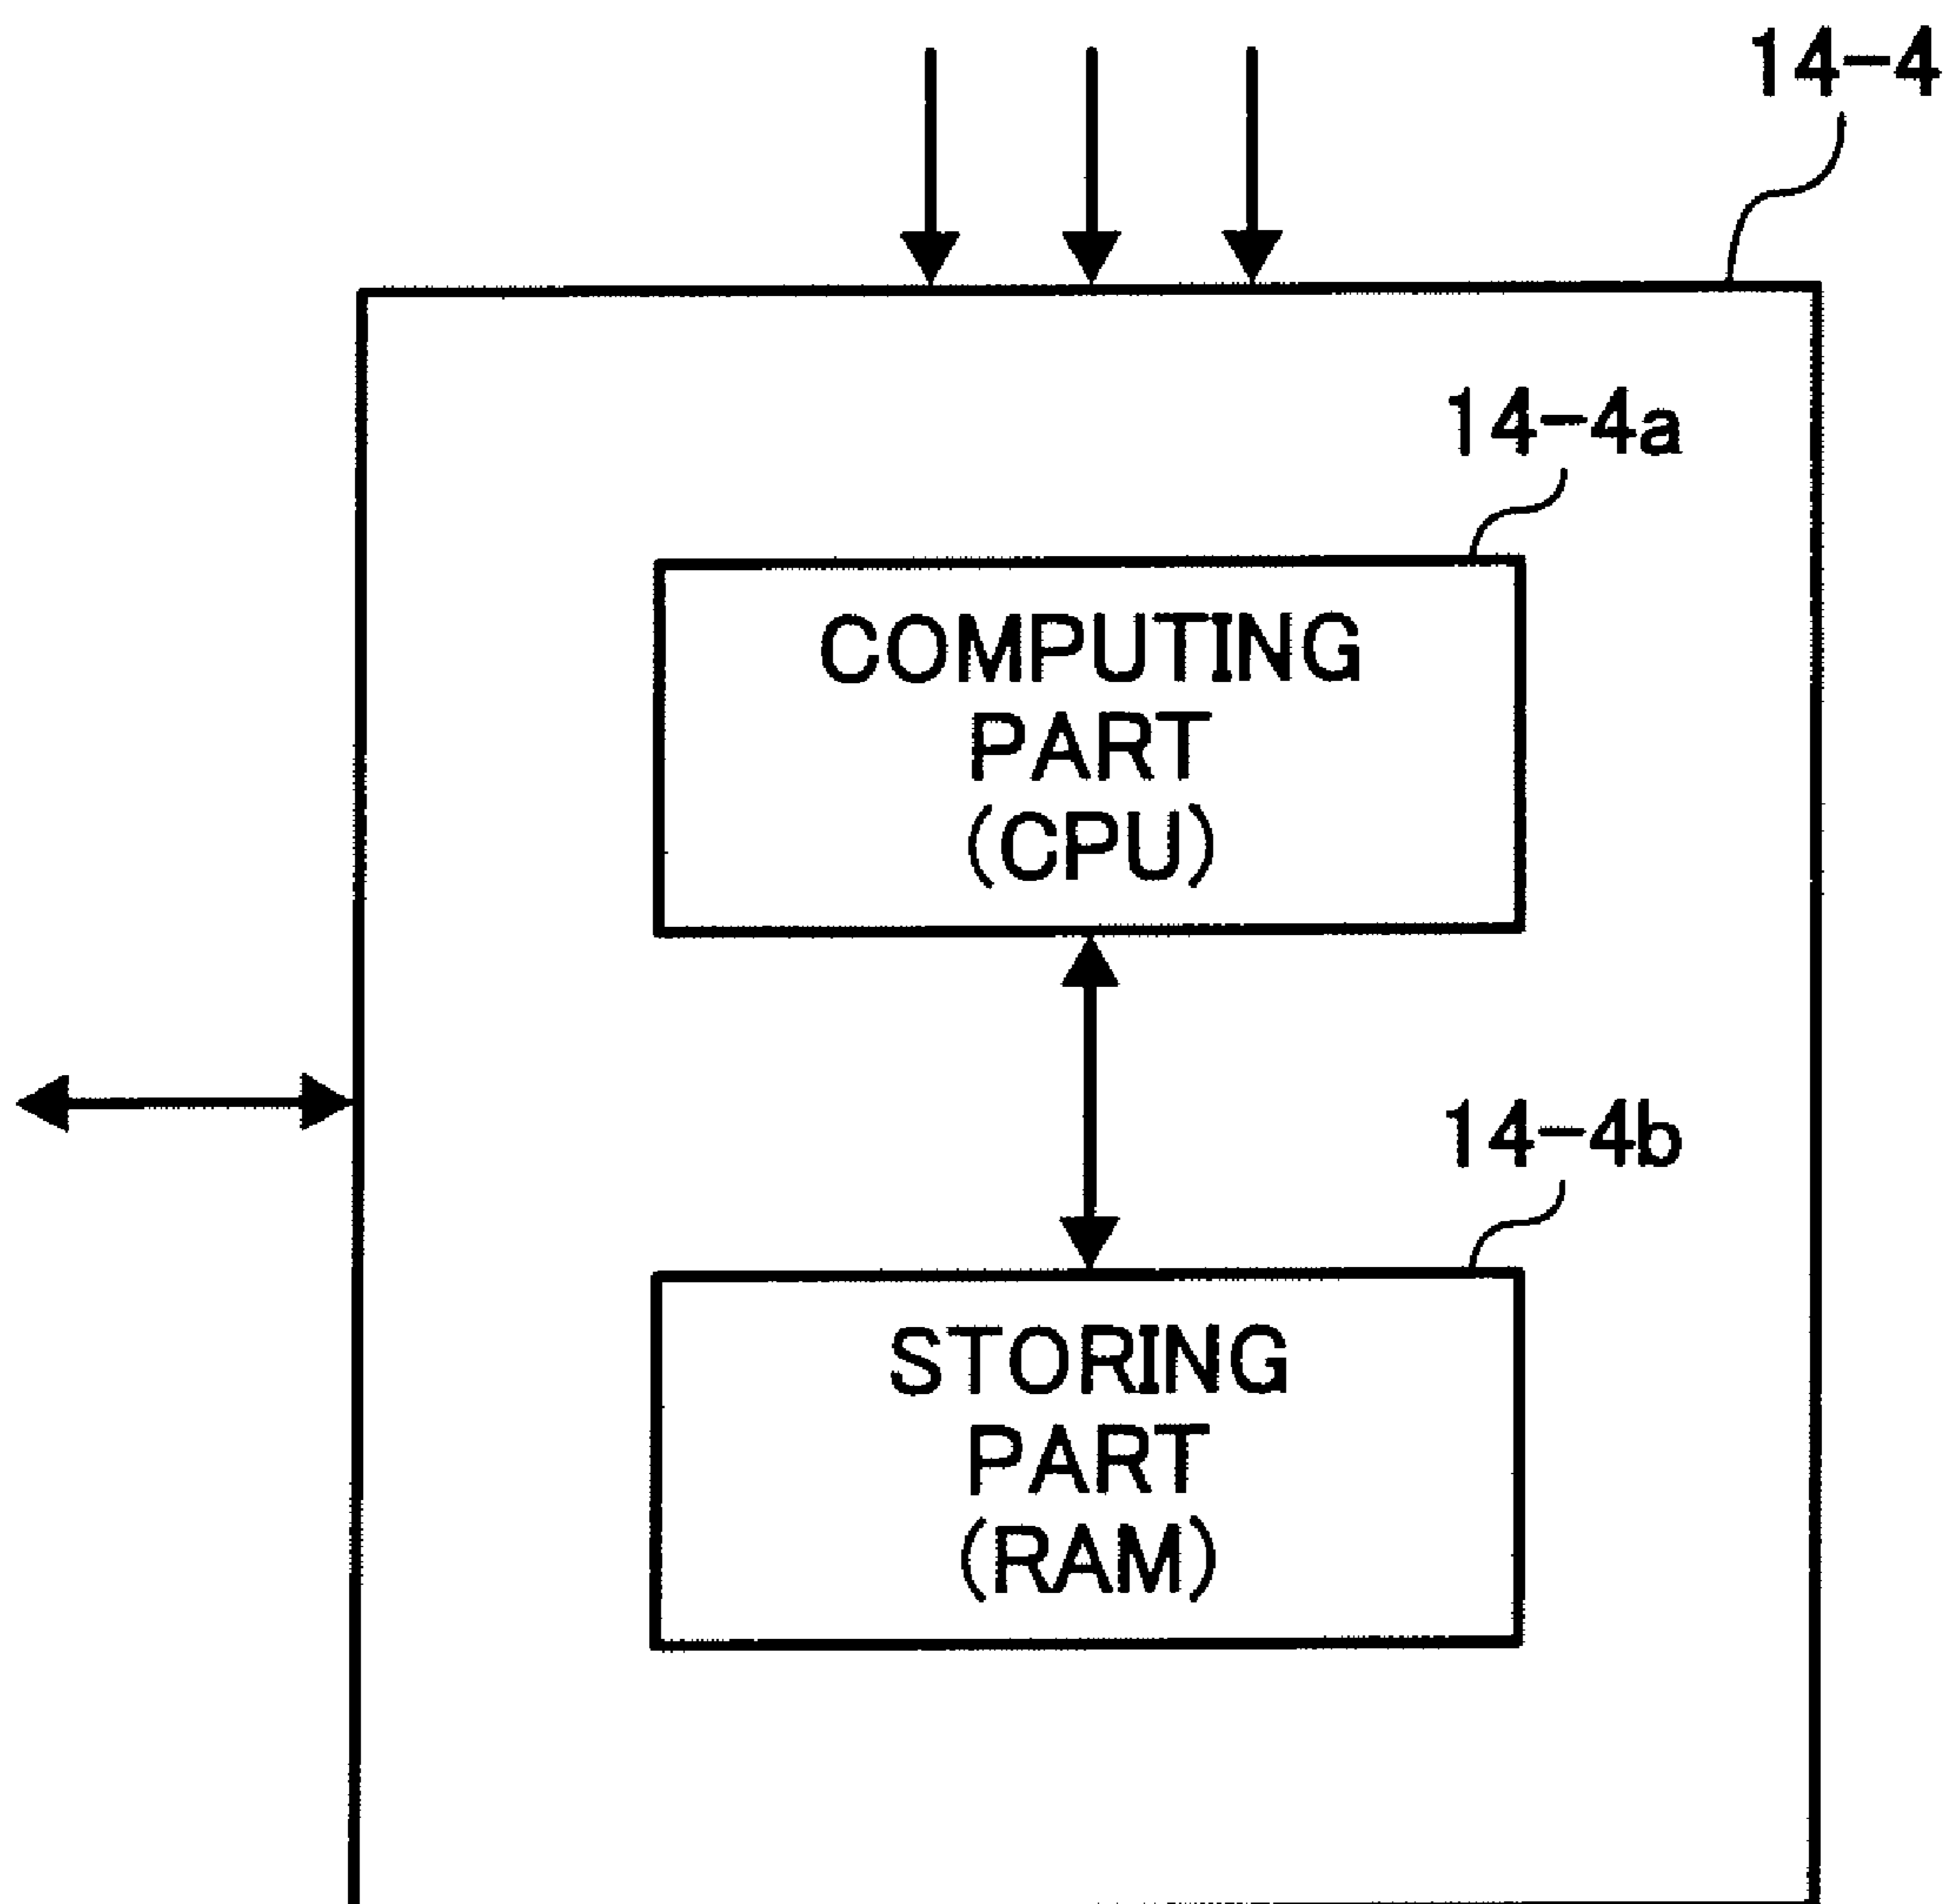 14-4
14-4a
COMPUTING
PART
(CPU)
14-4b
STORING
PART
(RAM)